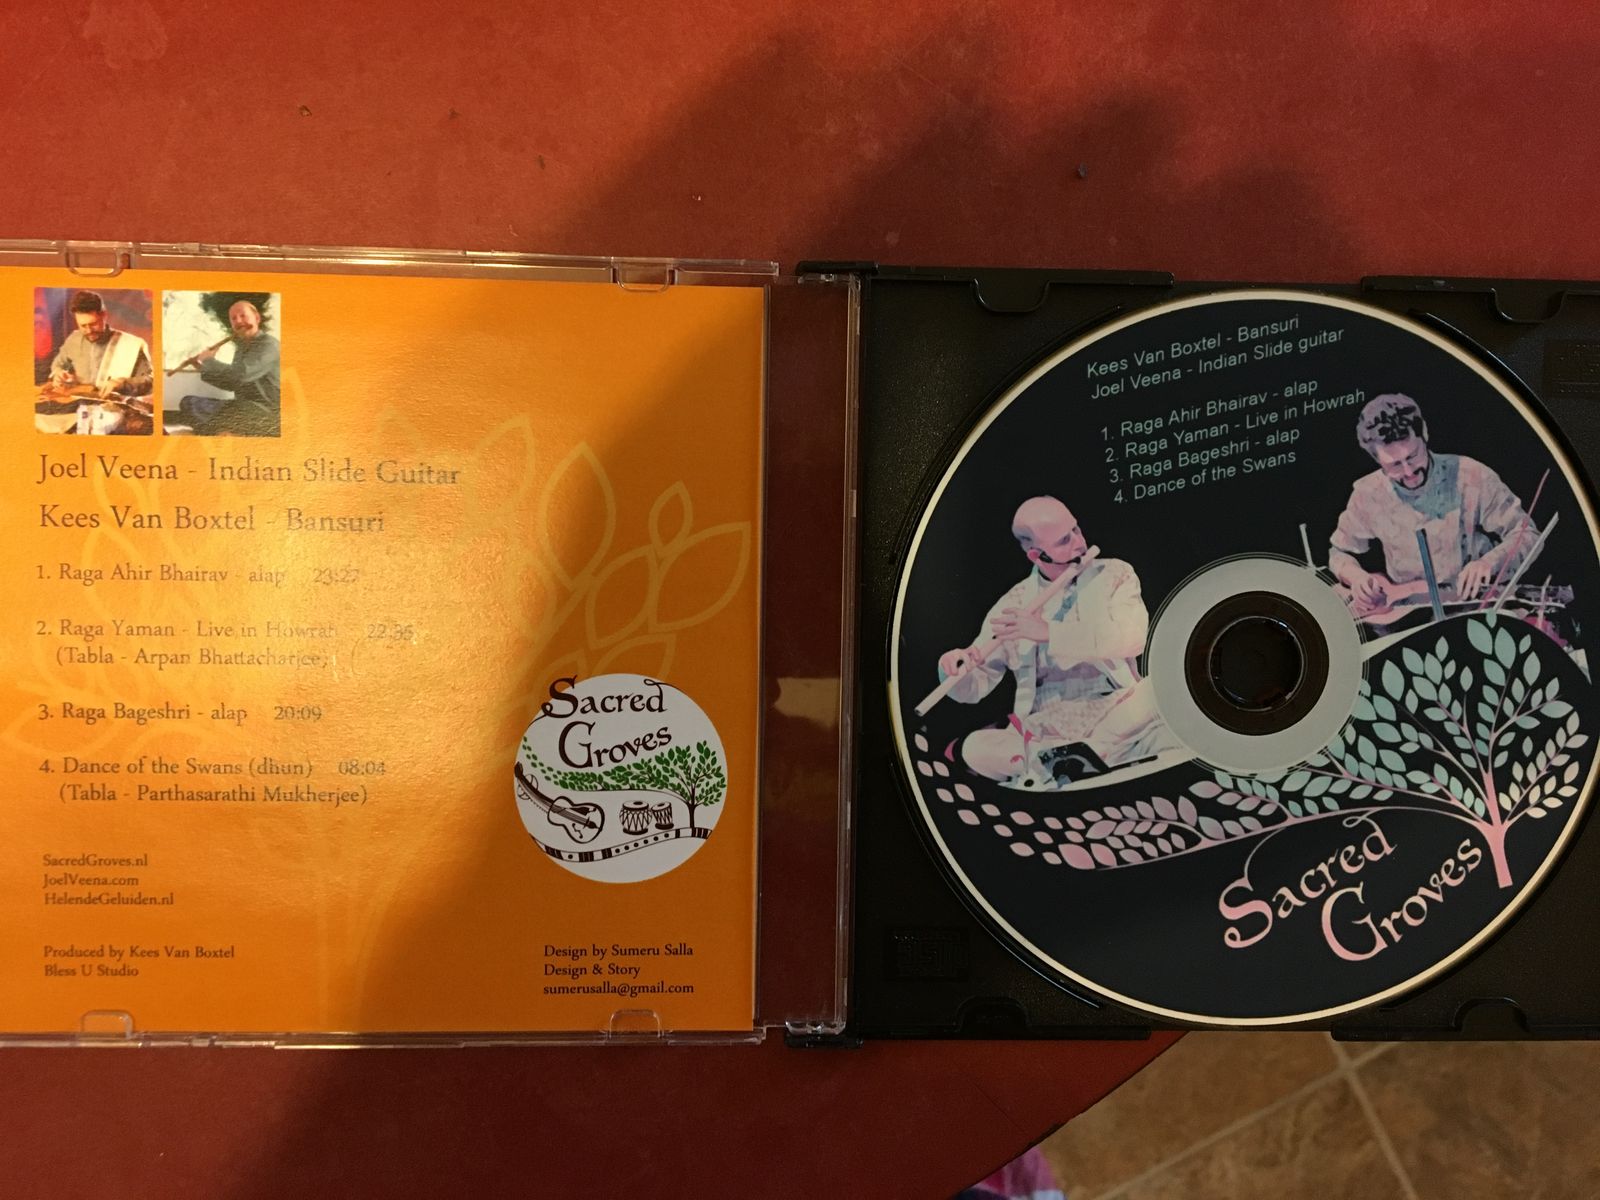 Joel Veena - Indian Slide Guitar
Kees Van Boxtel - Bansuri
1. Raga Ahir Bhairav - alap 23:27
2. Raga Yaman - Live in Howrah 22:35
(Tabla - Arpan Bhattacharjee)
3. Raga Bageshri - alap 20:09
4. Dance of the Swans (dhun) 08:04
(Tabla - Parthasarathi Mukherjee)
SacredGroves.nl
JoelVeena.com
HelendeGeluiden.nl
Produced by Kees Van Boxtel
Bless U Studio
Sacred
Groves
Design by Sumeru Salla
Design & Story
sumerusalla@gmail.com
Kees Van Boxtel - Bansuri
Joel Veena - Indian Slide guitar
1. Raga Ahir Bhairav - alap
2. Raga Yaman - Live in Howrah
3. Raga Bageshri - alap
4. Dance of the Swans
Sacred
Groves